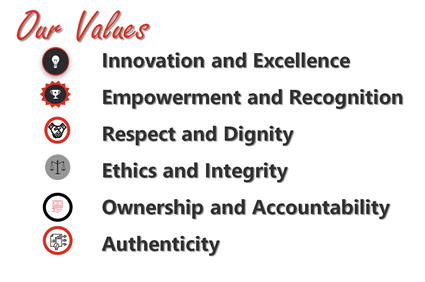 Our Values
Innovation and Excellence
Empowerment and Recognition
Respect and Dignity
Ethics and Integrity
Ownership and Accountability
Authenticity